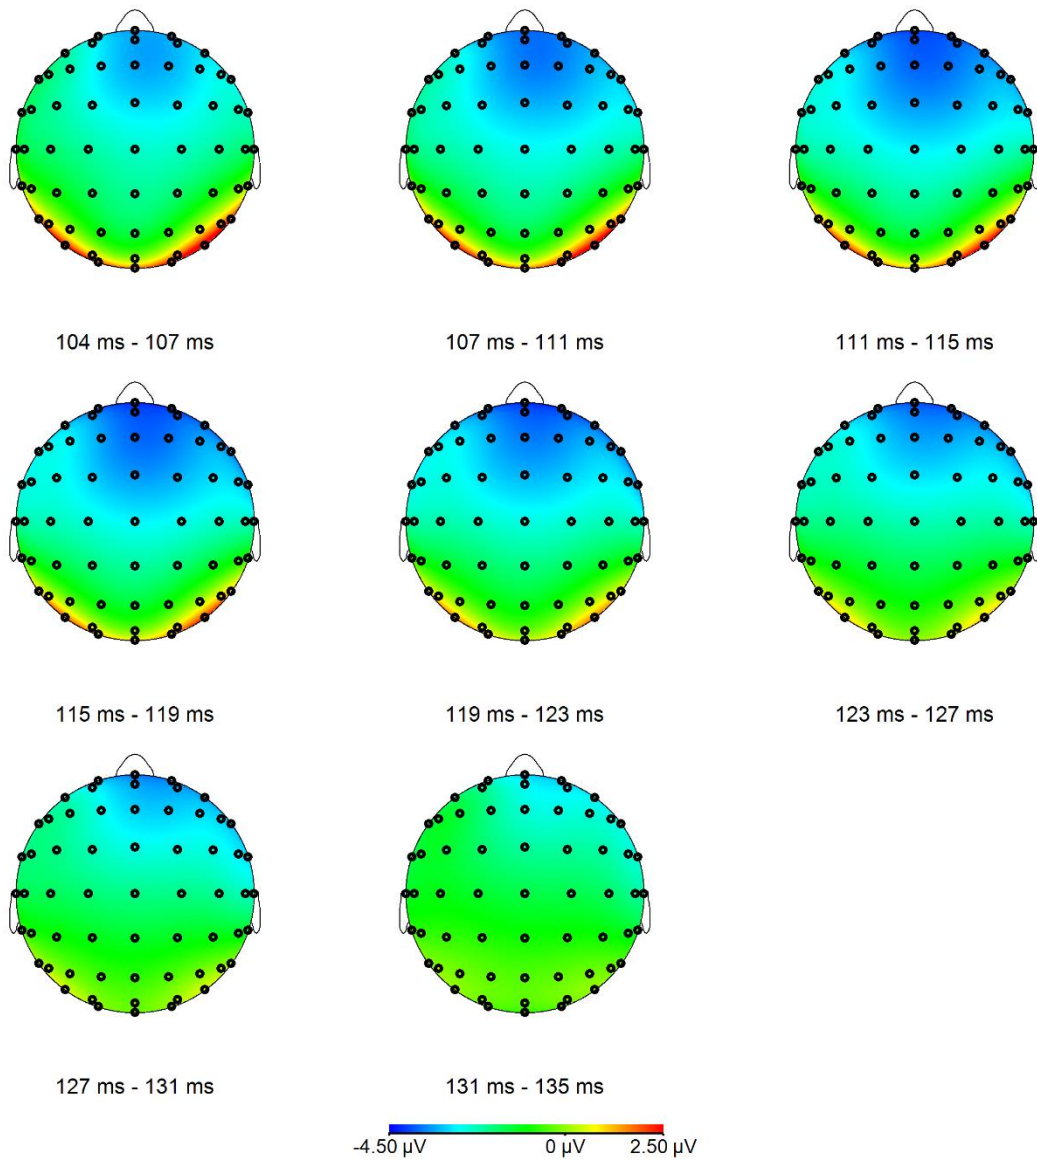 104 ms - 107 ms
107 ms - 111 ms
111 ms - 115 ms
115 ms - 119 ms
119 ms - 123 ms
123 ms - 127 ms
127 ms - 131 ms
131 ms - 135 ms
-4.50 µV 0 µV 2.50 µV